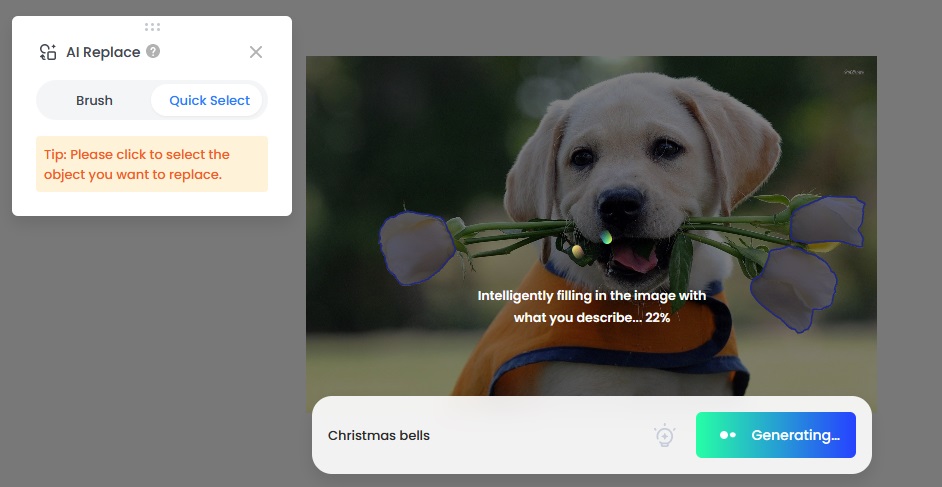 AI Replace ?
Brush
Quick Select
Tip: Please click to select the
object you want to replace.
Intelligently filling in the image with
what you describe... 22%
Christmas bells
Generating...